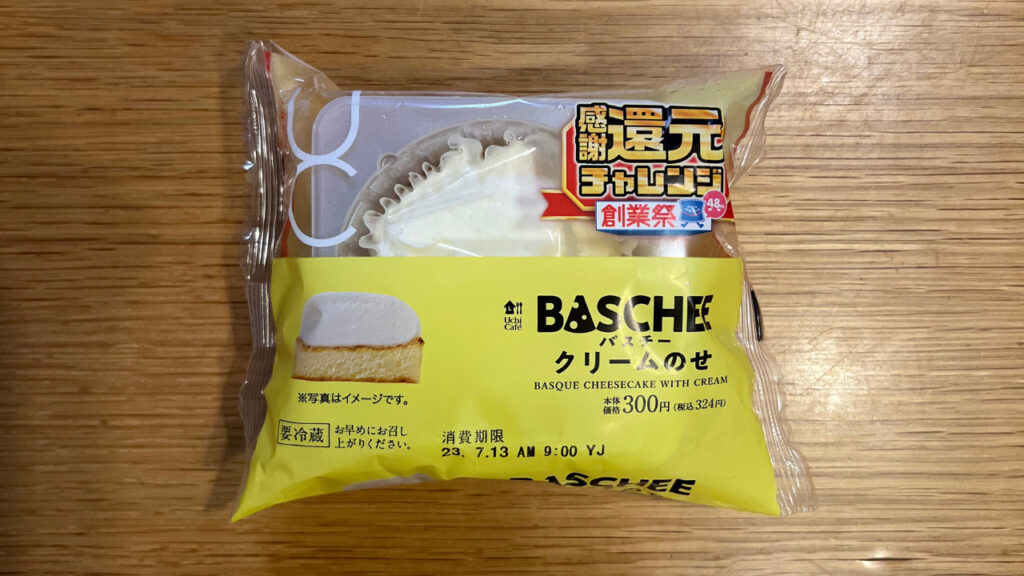 感謝
還元
チャレンジ
創業祭
48
Uchi
Café
BASCHEE
バスチー
クリームのせ
BASQUE CHEESECAKE WITH CREAM
本体
価格 300円 (税込324円)
※写真はイメージです。
要冷蔵
お早めにお召し
上がりください。
消費期限
23. 7.13 AM 9:00 YJ
BASCHEE